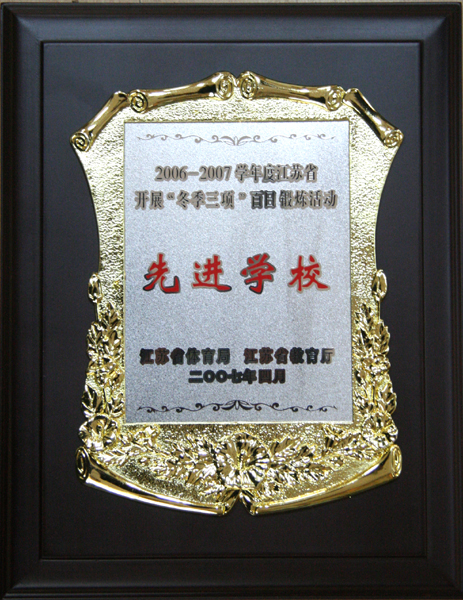 2006-2007 学年度江苏省
开展“冬季三项”百日锻炼活动
先进学校
江苏省体育局 江苏省教育厅
二〇〇七年四月